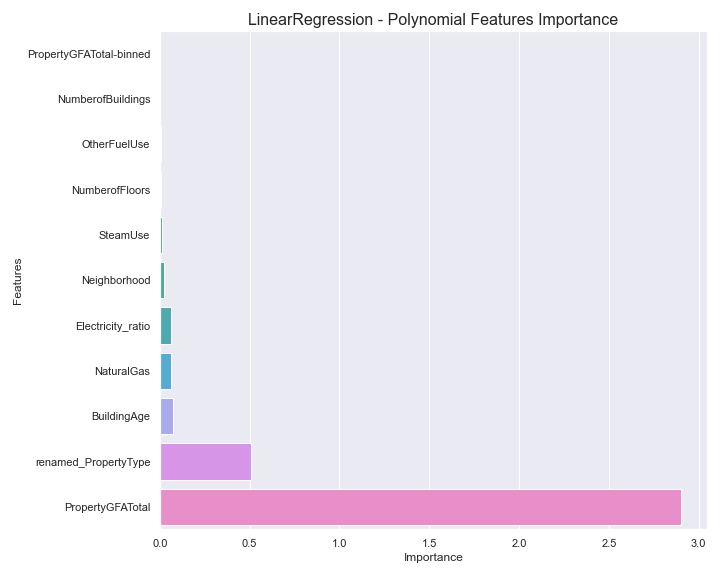 LinearRegression - Polynomial Features Importance
PropertyGFATotal-binned
NumberofBuildings
OtherFuelUse
NumberofFloors
SteamUse
Neighborhood
Electricity_ratio
NaturalGas
BuildingAge
renamed_PropertyType
PropertyGFATotal
Features
0.0 0.5 1.0 1.5 2.0 2.5 3.0
Importance